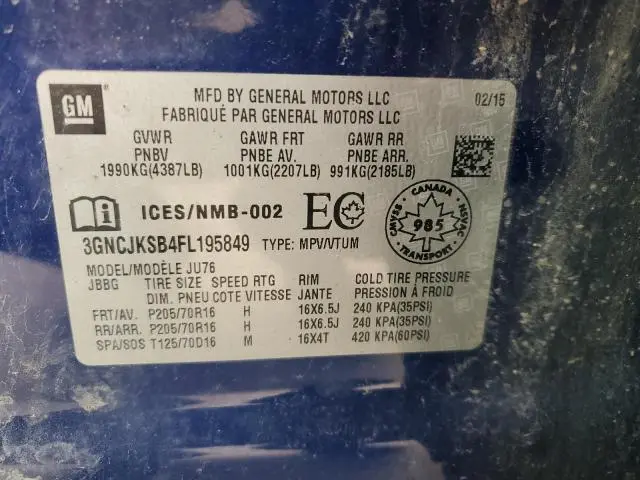 GM
MFD BY GENERAL MOTORS LLC 02/15
FABRIQUÉ PAR GENERAL MOTORS LLC
GVWR GAWR FRT GAWR RR
PNBV PNBE AV. PNBE ARR.
1990KG(4387LB) 1001KG(2207LB) 991KG(2185LB)
ICES/NMB-002 EC
CANADA
CMVSS 985 NSVAC
TRANSPORT
3GNCJKSB4FL195849 TYPE: MPV/VTUM
MODEL/MODÈLE JU76
JBBG TIRE SIZE SPEED RTG RIM COLD TIRE PRESSURE
DIM. PNEU COTE VITESSE JANTE PRESSION À FROID
FRT/AV. P205/70R16 H 16X6.5J 240 KPA(35PSI)
RR/ARR. P205/70R16 H 16X6.5J 240 KPA(35PSI)
SPA/SOS T125/70D16 M 16X4T 420 KPA(60PSI)